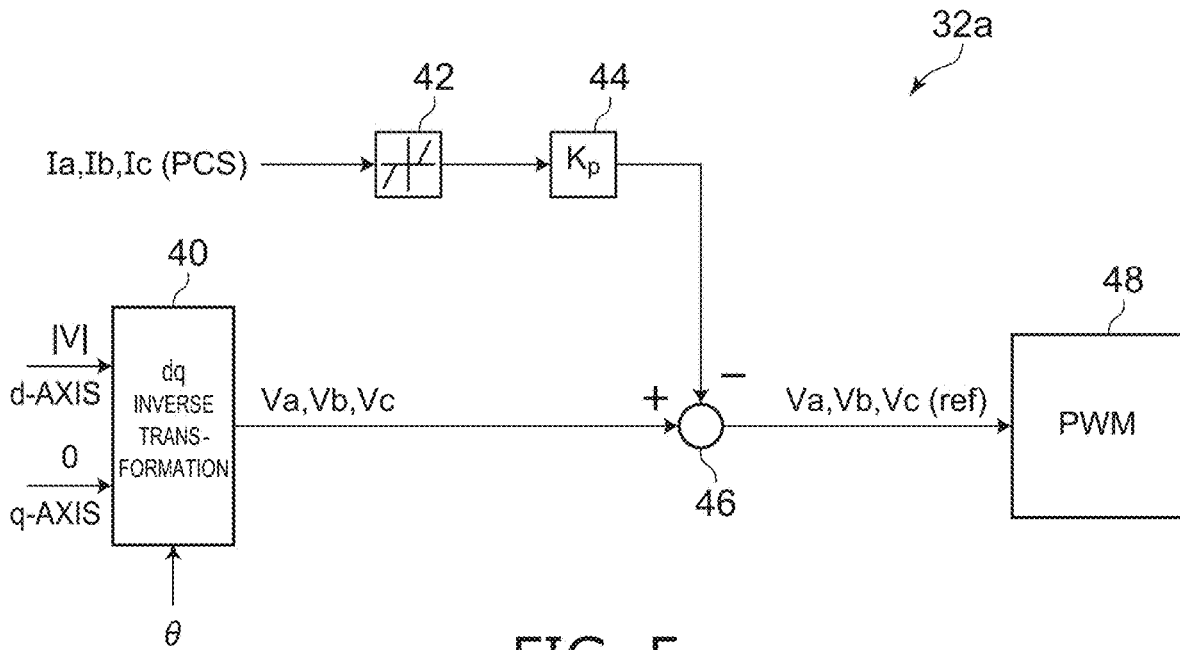 32a
42
44
Ia,Ib,Ic (PCS)
Kp
40
48
|V|
d-AXIS
dq
INVERSE
TRANS-
FORMATION
Va,Vb,Vc
+
−
Va,Vb,Vc (ref)
PWM
0
q-AXIS
46
θ